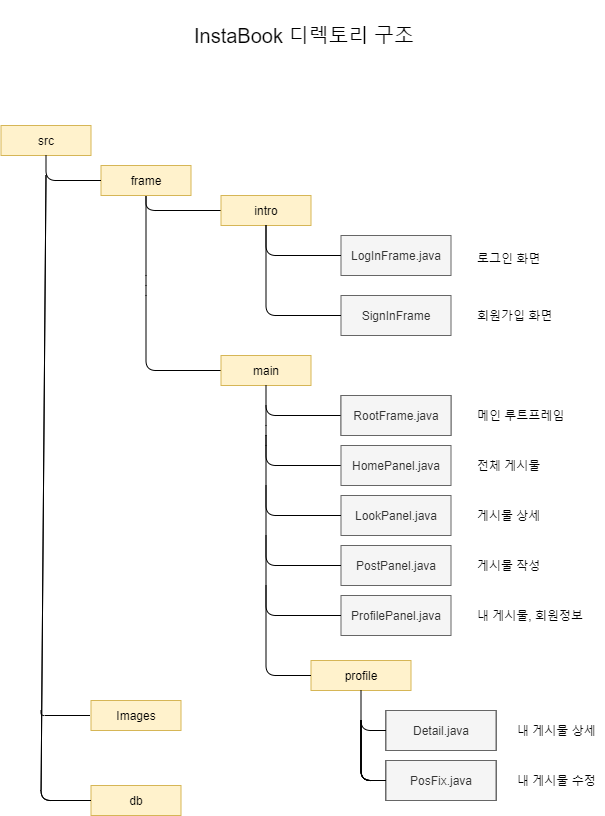 InstaBook 디렉토리 구조
src
frame
intro
LogInFrame.java 로그인 화면
SignInFrame 회원가입 화면
main
RootFrame.java 메인 루트프레임
HomePanel.java 전체 게시물
LookPanel.java 게시물 상세
PostPanel.java 게시물 작성
ProfilePanel.java 내 게시물, 회원정보
profile
Images
Detail.java 내 게시물 상세
PosFix.java 내 게시물 수정
db